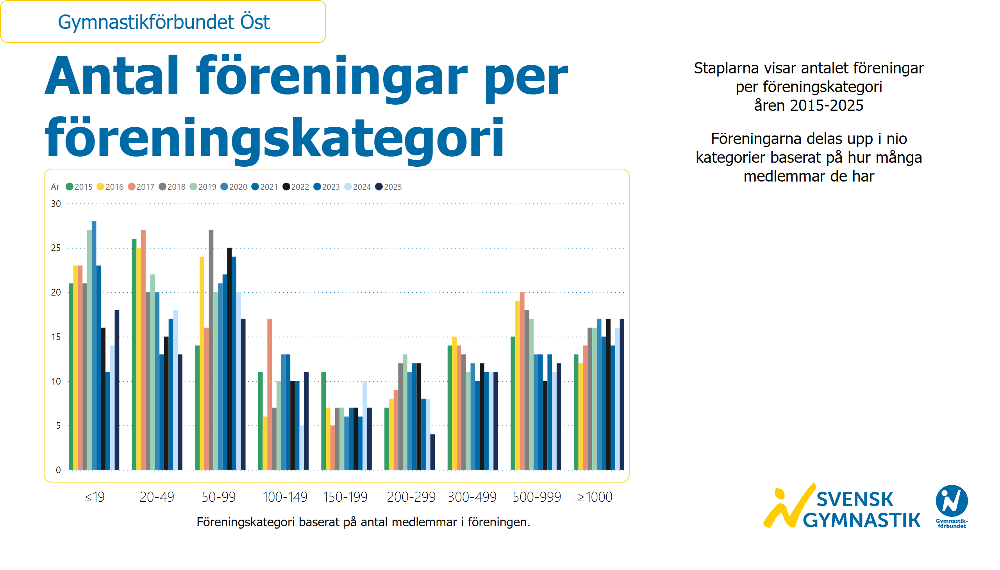 Gymnastikförbundet Öst
Antal föreningar per
föreningskategori
Staplarna visar antalet föreningar
per föreningskategori
åren 2015-2025
Föreningarna delas upp i nio
kategorier baserat på hur många
medlemmar de har
År 2015 2016 2017 2018 2019 2020 2021 2022 2023 2024 2025
30
25
20
15
10
5
0
≤19 20-49 50-99 100-149 150-199 200-299 300-499 500-999 ≥1000
Föreningskategori baserat på antal medlemmar i föreningen.
SVENSK
GYMNASTIK
Gymnastik-
förbundet